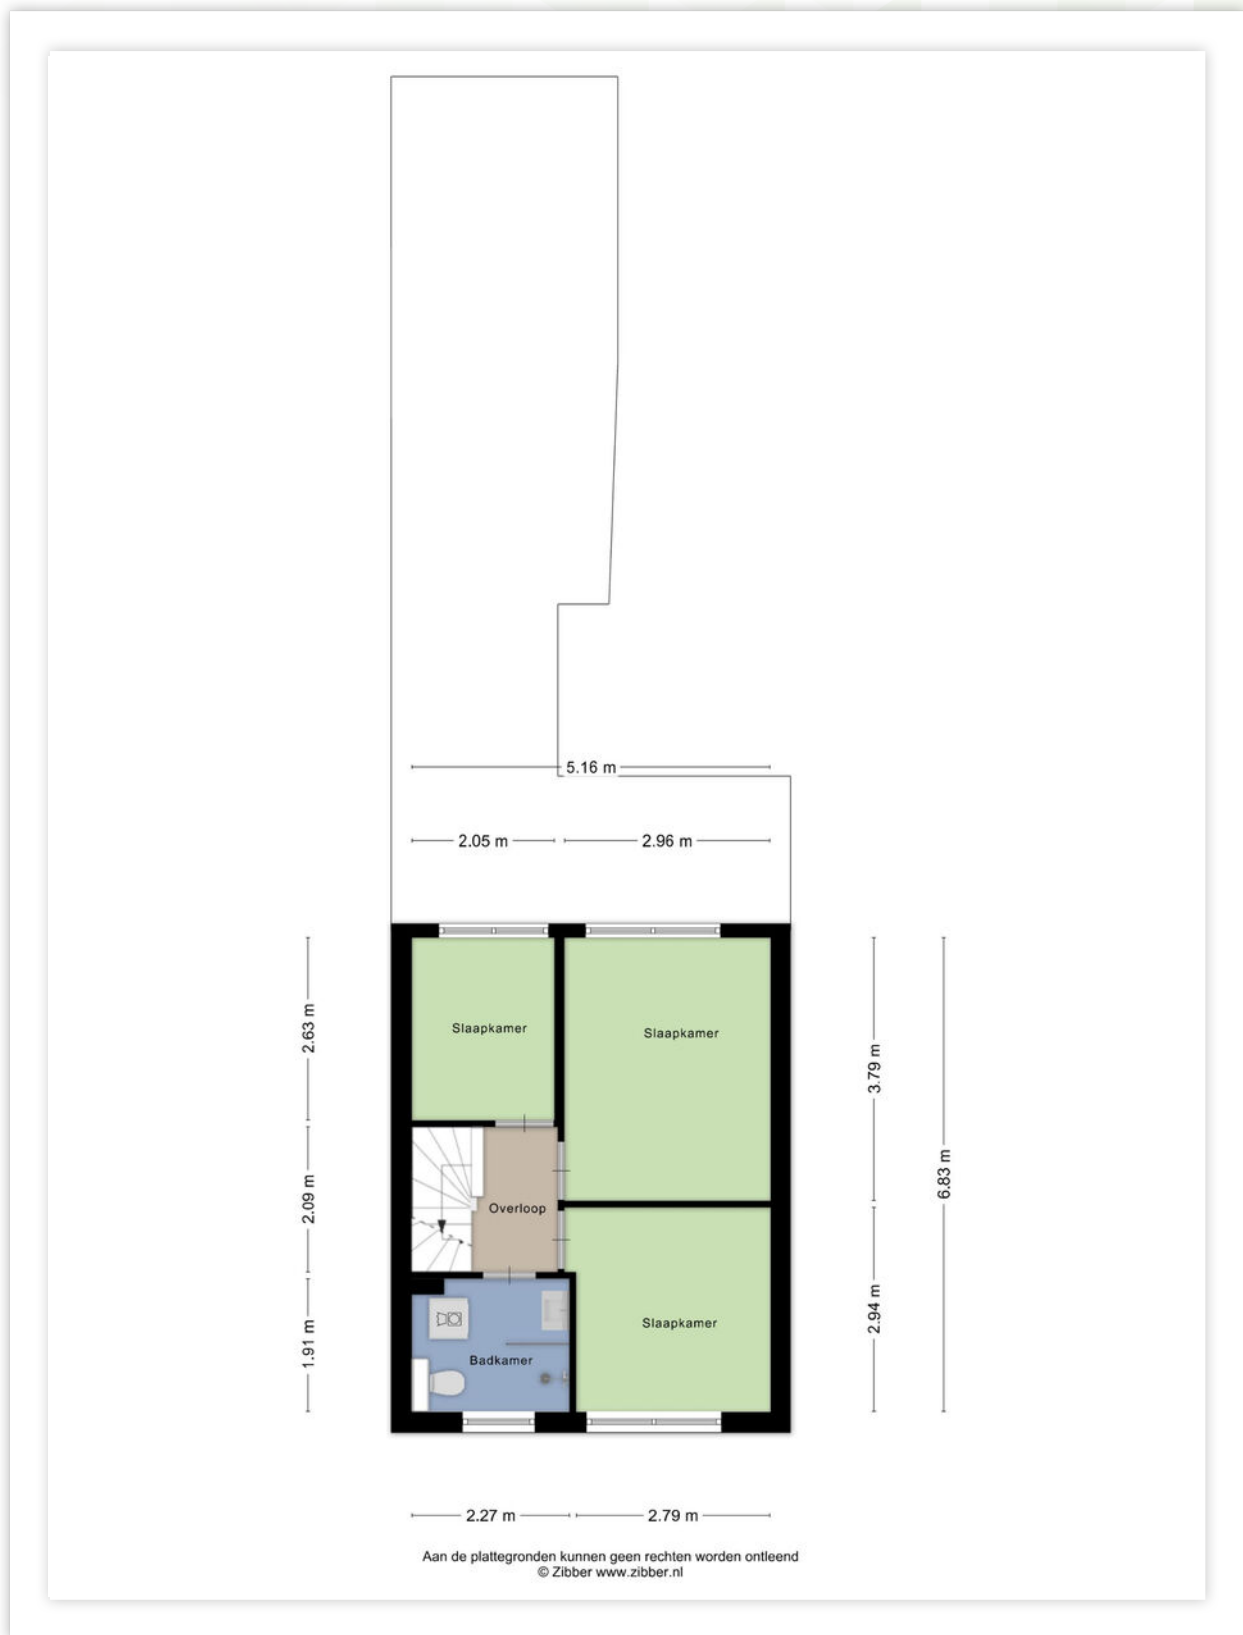 5.16 m
2.05 m
2.96 m
2.63 m
3.79 m
Slaapkamer
Slaapkamer
6.83 m
2.09 m
Overloop
2.94 m
1.91 m
Slaapkamer
Badkamer
2.27 m
2.79 m
Aan de plattegronden kunnen geen rechten worden ontleend
© Zibber www.zibber.nl